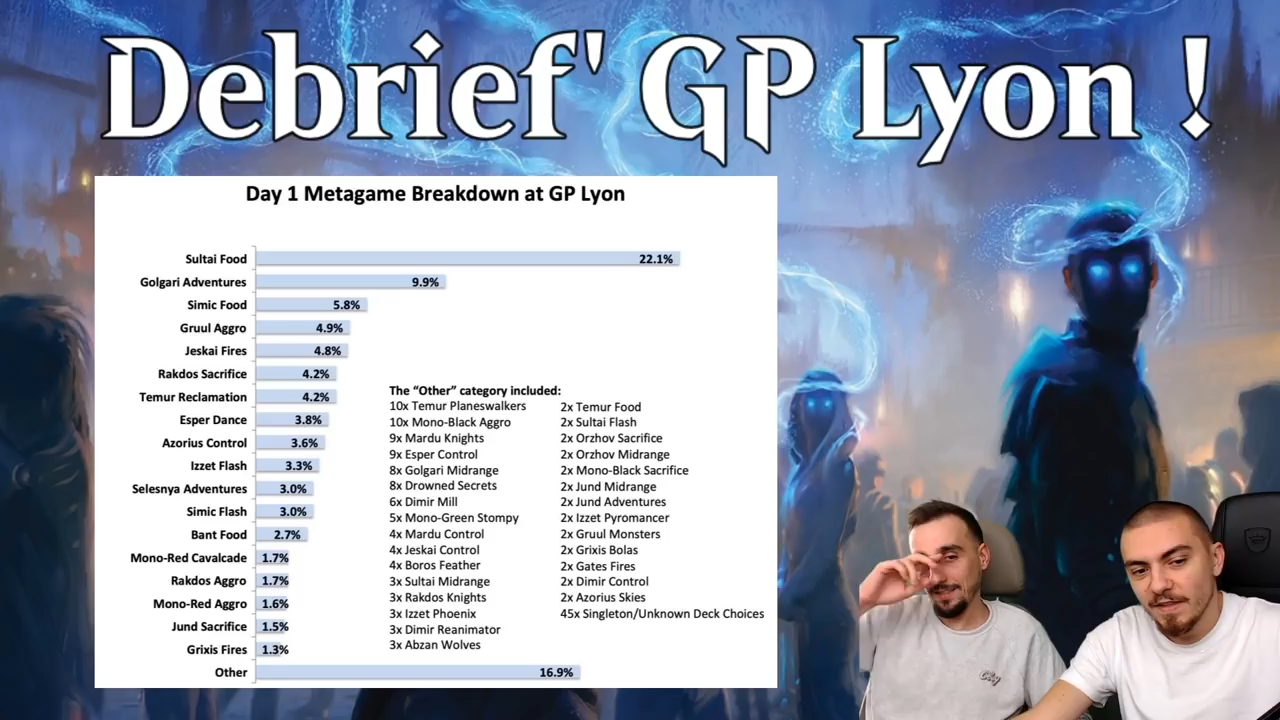 Debrief' GP Lyon !
Day 1 Metagame Breakdown at GP Lyon
Sultai Food 22.1%
Golgari Adventures 9.9%
Simic Food 5.8%
Gruul Aggro 4.9%
Jeskai Fires 4.8%
Rakdos Sacrifice 4.2%
Temur Reclamation 4.2%
Esper Dance 3.8%
Azorius Control 3.6%
Izzet Flash 3.3%
Selesnya Adventures 3.0%
Simic Flash 3.0%
Bant Food 2.7%
Mono-Red Cavalcade 1.7%
Rakdos Aggro 1.7%
Mono-Red Aggro 1.6%
Jund Sacrifice 1.5%
Grixis Fires 1.3%
Other 16.9%
The “Other” category included:
10x Temur Planeswalkers
10x Mono-Black Aggro
9x Mardu Knights
9x Esper Control
8x Golgari Midrange
8x Drowned Secrets
6x Dimir Mill
5x Mono-Green Stompy
4x Mardu Control
4x Jeskai Control
4x Boros Feather
3x Sultai Midrange
3x Rakdos Knights
3x Izzet Phoenix
3x Dimir Reanimator
3x Abzan Wolves
2x Temur Food
2x Sultai Flash
2x Orzhov Sacrifice
2x Orzhov Midrange
2x Mono-Black Sacrifice
2x Jund Midrange
2x Jund Adventures
2x Izzet Pyromancer
2x Gruul Monsters
2x Grixis Bolas
2x Gates Fires
2x Dimir Control
2x Azorius Skies
45x Singleton/Unknown Deck Choices